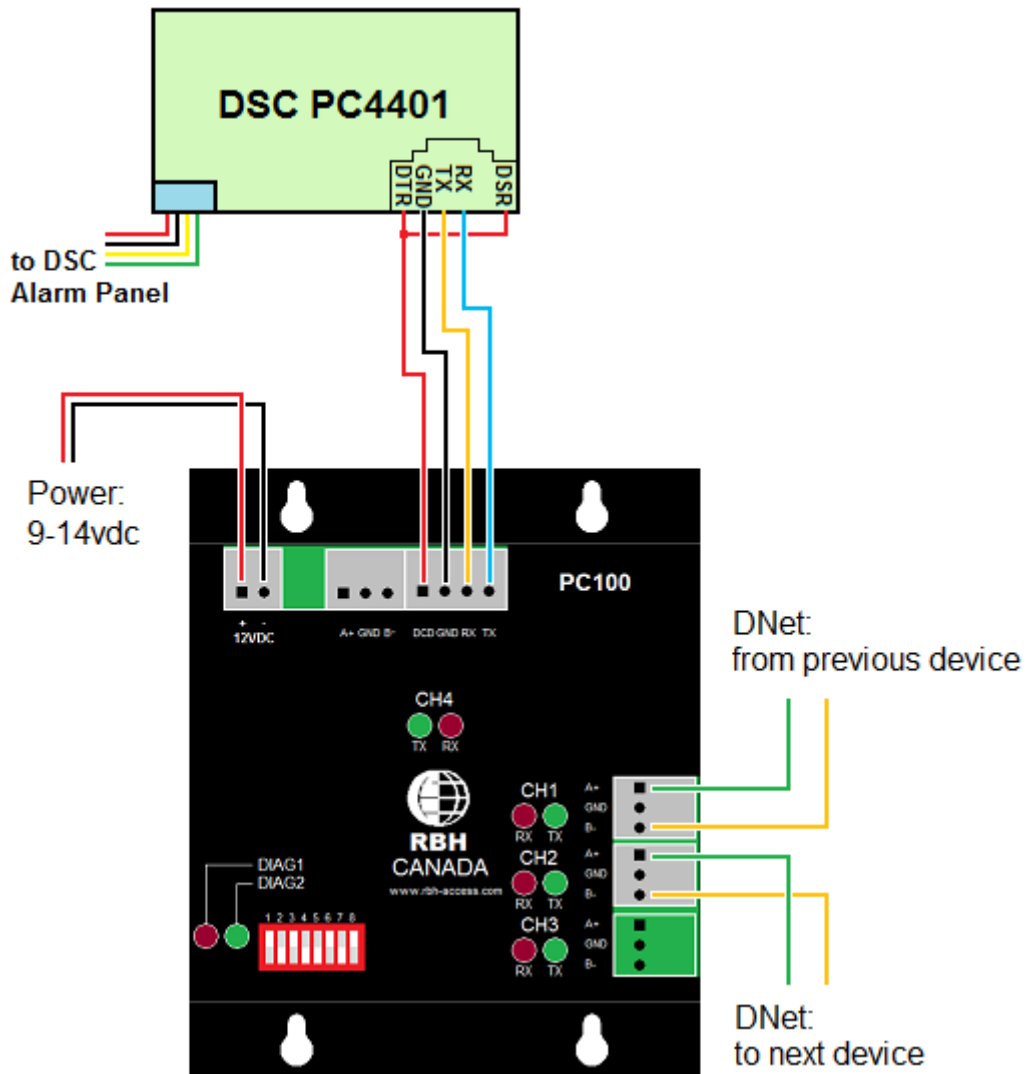 DSC PC4401
DTR
GND
TX
RX
DSR
to DSC
Alarm Panel
Power:
9-14vdc
PC100
+ -
12VDC
A+ GND B-
DCD GND RX TX
DNet:
from previous device
CH4
TX RX
CH1
RX TX
A+
GND
B-
RBH
CANADA
www.rbh-access.com
CH2
RX TX
A+
GND
B-
DIAG1
DIAG2
1 2 3 4 5 6 7 8
CH3
RX TX
A+
GND
B-
DNet:
to next device